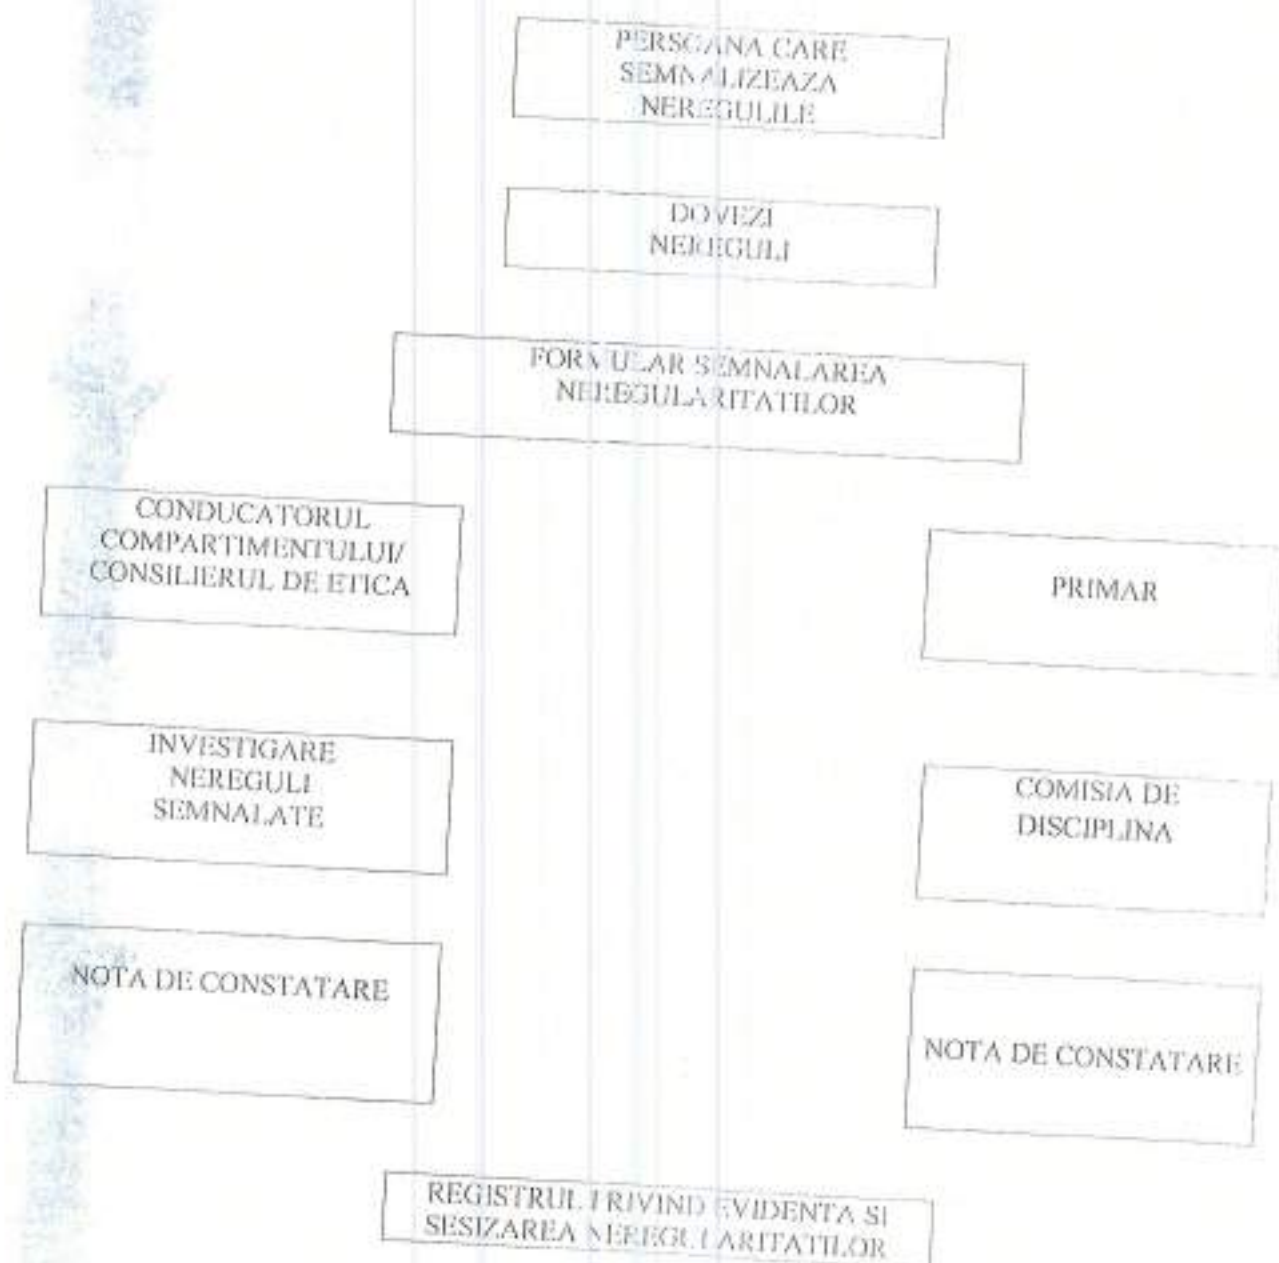 PERSOANA CARE
SEMNALIZEAZA
NEREGULILE
DOVEZI
NEREGULI
FORMULAR SEMNALAREA
NEREGULARITATILOR
CONDUCATORUL
COMPARTIMENTULUI/
CONSILIERUL DE ETICA
PRIMAR
INVESTIGARE
NEREGULI
SEMNALATE
COMISIA DE
DISCIPLINA
NOTA DE CONSTATARE
NOTA DE CONSTATARE
REGISTRUL PRIVIND EVIDENTA SI
SESIZAREA NEREGULARITATILOR